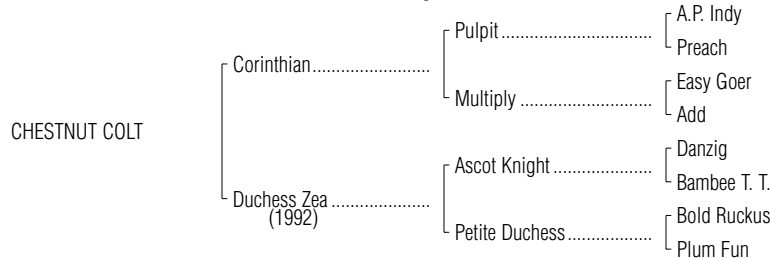 A.P. Indy
Pulpit
Preach
Corinthian
Easy Goer
Multiply
Add
CHESTNUT COLT
Danzig
Ascot Knight
Bambee T. T.
Duchess Zea
(1992)
Bold Ruckus
Petite Duchess
Plum Fun